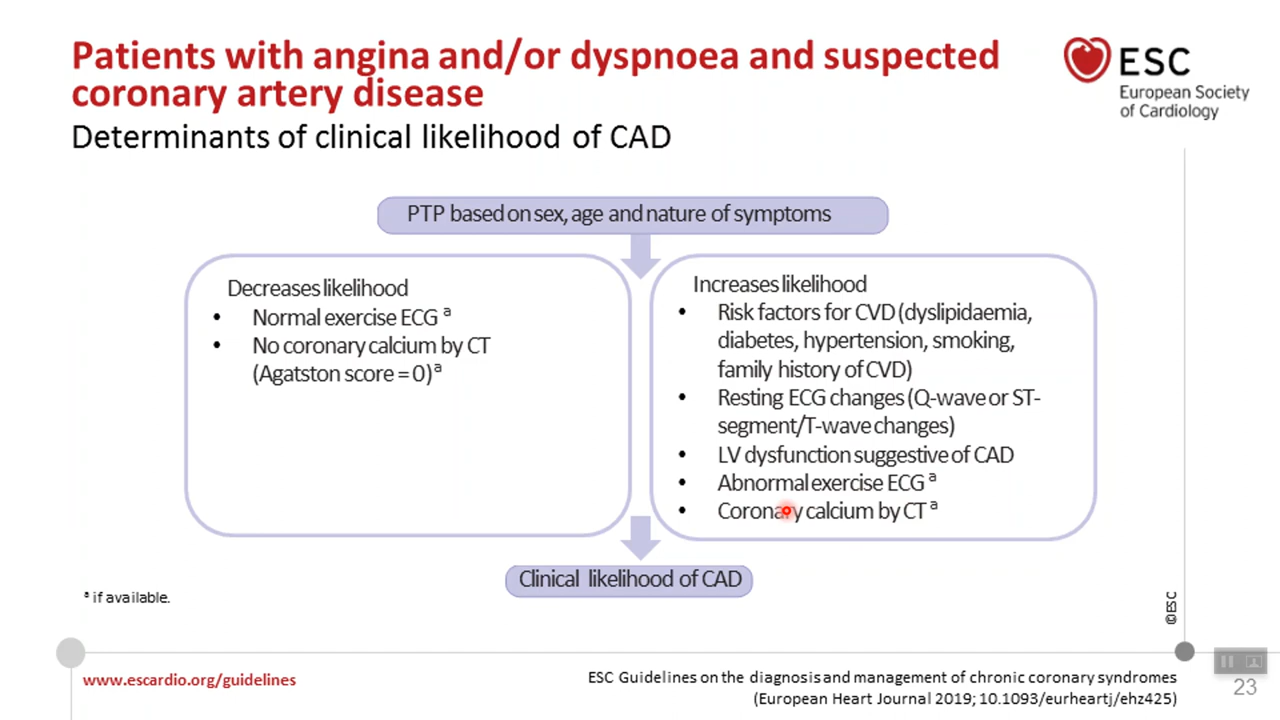 Patients with angina and/or dyspnoea and suspected
coronary artery disease
Determinants of clinical likelihood of CAD
ESC
European Society
of Cardiology
PTP based on sex, age and nature of symptoms
Decreases likelihood
• Normal exercise ECG ª
• No coronary calcium by CT
(Agatston score = 0)ª
Increases likelihood
• Risk factors for CVD (dyslipidaemia,
diabetes, hypertension, smoking,
family history of CVD)
• Resting ECG changes (Q-wave or ST-
segment/T-wave changes)
• LV dysfunction suggestive of CAD
• Abnormal exercise ECG ª
• Coronary calcium by CT ª
Clinical likelihood of CAD
ª if available.
©ESC
www.escardio.org/guidelines
ESC Guidelines on the diagnosis and management of chronic coronary syndromes
(European Heart Journal 2019; 10.1093/eurheartj/ehz425)
23